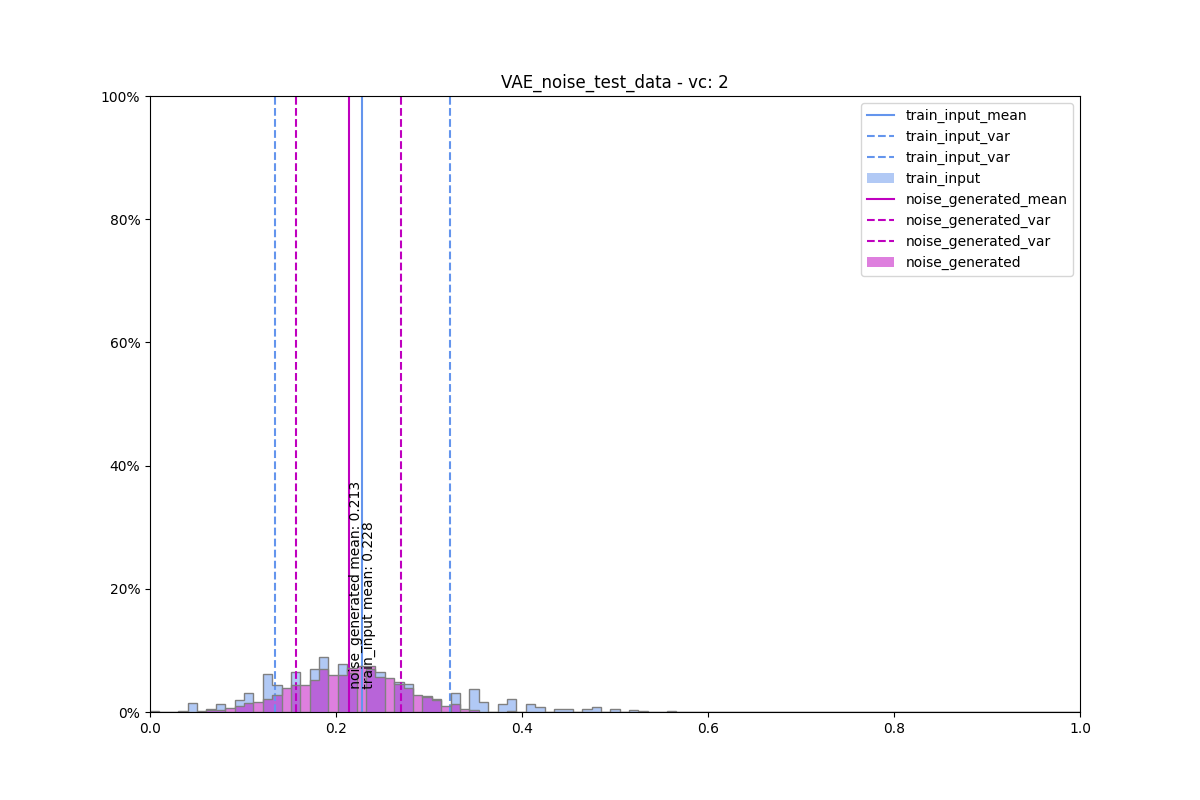 VAE_noise_test_data - vc: 2
100%
80%
60%
40%
20%
0%
0.0
0.2
0.4
0.6
0.8
1.0
train_input_mean
train_input_var
train_input_var
train_input
noise_generated_mean
noise_generated_var
noise_generated_var
noise_generated
noise_generated mean: 0.213
train_input mean: 0.228